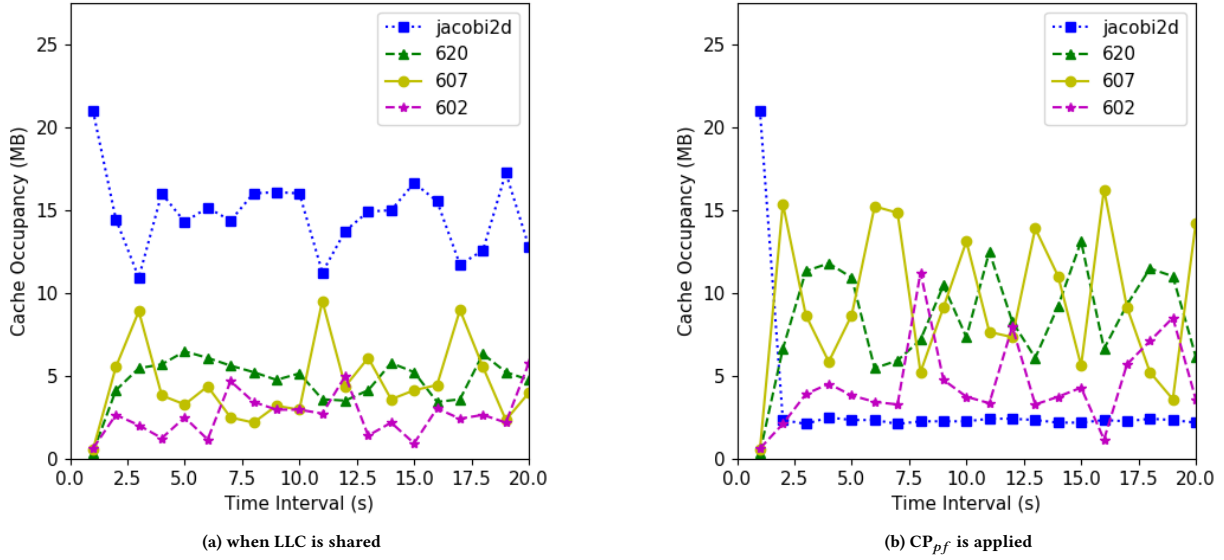 jacobi2d
620
607
602
25
20
15
10
5
0
Cache Occupancy (MB)
0.0 2.5 5.0 7.5 10.0 12.5 15.0 17.5 20.0
Time Interval (s)
(a) when LLC is shared
jacobi2d
620
607
602
25
20
15
10
5
0
Cache Occupancy (MB)
0.0 2.5 5.0 7.5 10.0 12.5 15.0 17.5 20.0
Time Interval (s)
(b) CPpf is applied